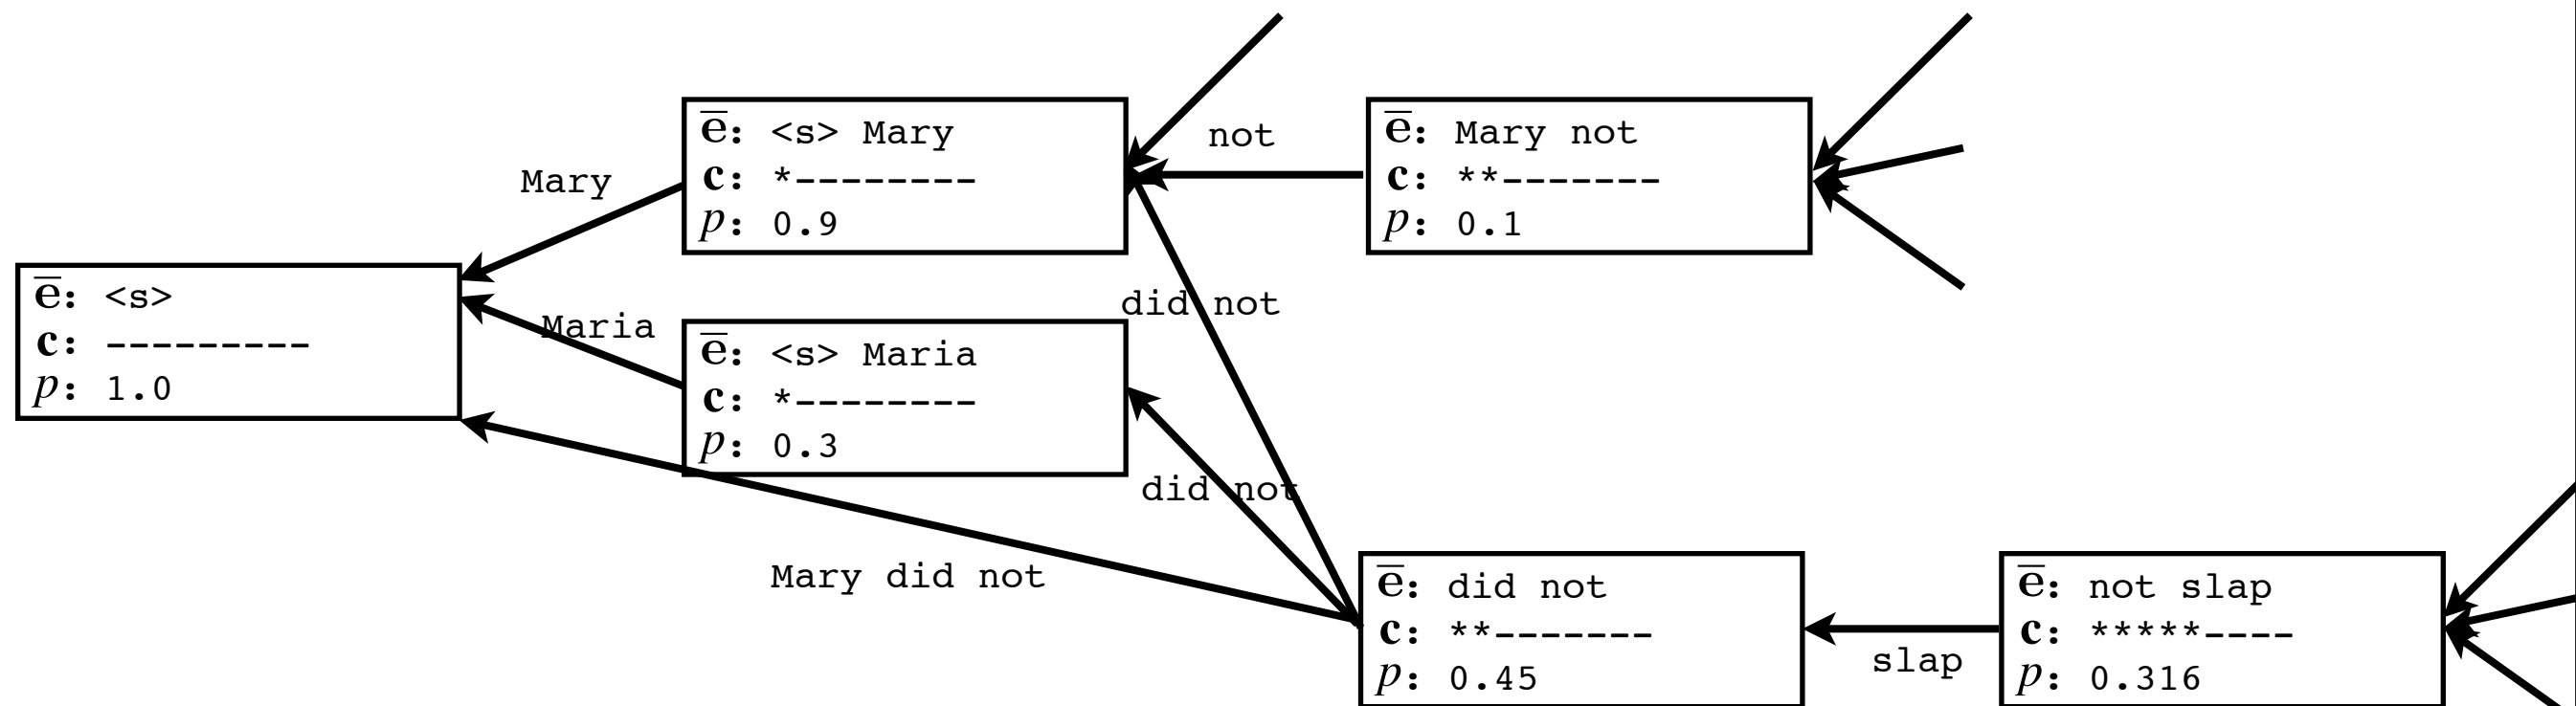 Mary
e̅: <s> Mary
c: *--------
p: 0.9
not
e̅: Mary not
c: **-------
p: 0.1
e̅: <s>
c: ---------
p: 1.0
Maria
e̅: <s> Maria
c: *--------
p: 0.3
did not
did not
Mary did not
e̅: did not
c: **-------
p: 0.45
slap
e̅: not slap
c: *****----
p: 0.316